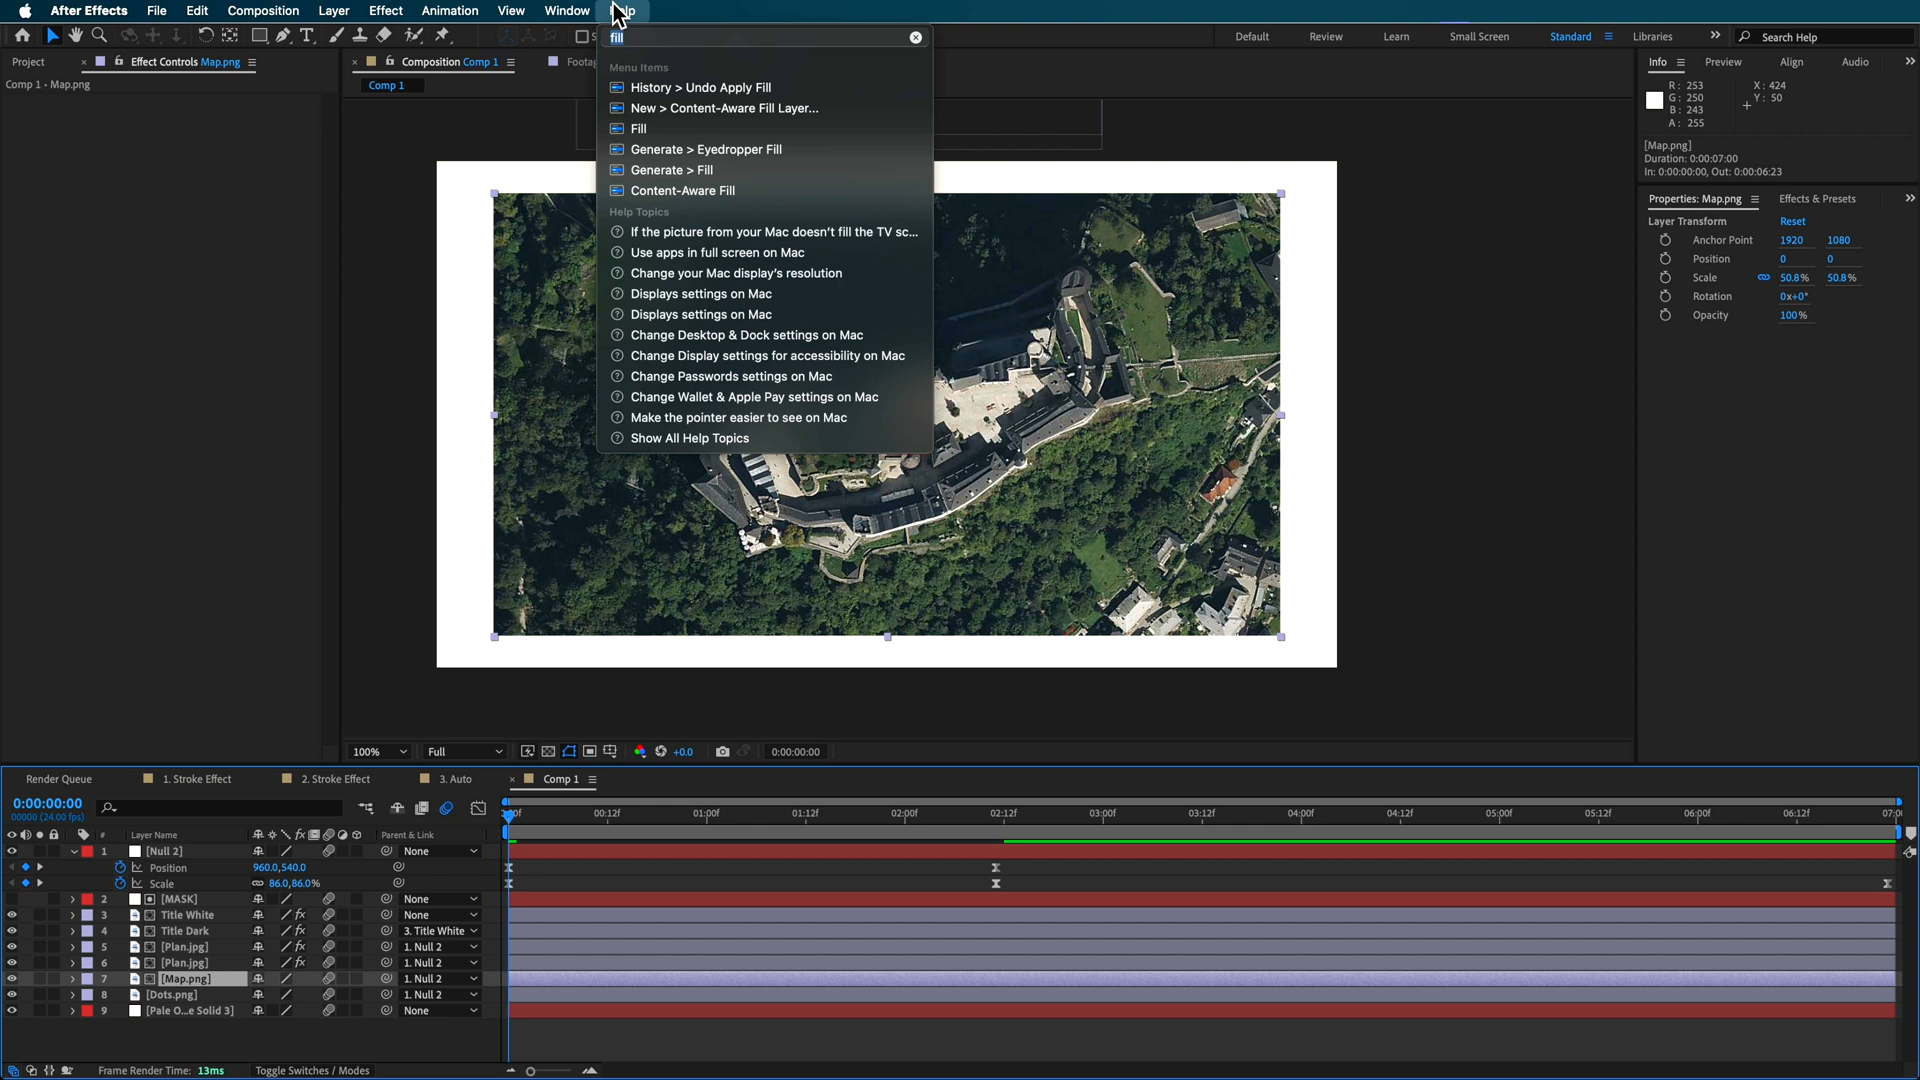 After Effects File Edit Composition Layer Effect Animation View Window
fill
Default Review Learn Small Screen Standard Libraries Search Help
Project Effect Controls Map.png Composition Comp 1 Info Preview Align Audio
Comp 1 • Map.png
Comp 1
Menu Items
History > Undo Apply Fill
New > Content-Aware Fill Layer...
Fill
Generate > Eyedropper Fill
Generate > Fill
Content-Aware Fill
Help Topics
If the picture from your Mac doesn't fill the TV sc...
Use apps in full screen on Mac
Change your Mac display's resolution
Displays settings on Mac
Displays settings on Mac
Change Desktop & Dock settings on Mac
Change Display settings for accessibility on Mac
Change Passwords settings on Mac
Change Wallet & Apple Pay settings on Mac
Make the pointer easier to see on Mac
Show All Help Topics
R: 253 X: 424
G: 250 Y: 50
B: 243
A: 255
[Map.png]
Duration: 0:00:07:00
In: 0:00:00:00, Out: 0:00:06:23
Properties: Map.png Effects & Presets
Layer Transform Reset
Anchor Point 1920 1080
Position 0 0
Scale 50.8% 50.8%
Rotation 0x+0°
Opacity 100%
100% Full +0.0 0:00:00:00
Render Queue 1. Stroke Effect 2. Stroke Effect 3. Auto Comp 1
0:00:00:00
00000 (24.00 fps)
00:12f 01:00f 01:12f 02:00f 02:12f 03:00f 03:12f 04:00f 04:12f 05:00f 05:12f 06:00f 06:12f
# Layer Name Parent & Link
1 [Null 2] None
Position 960.0,540.0
Scale 86.0,86.0%
2 [MASK] None
3 Title White None
4 Title Dark 3. Title White
5 [Plan.jpg] 1. Null 2
6 [Plan.jpg] 1. Null 2
7 [Map.png] 1. Null 2
8 [Dots.png] 1. Null 2
9 [Pale O...e Solid 3] None
Frame Render Time: 13ms Toggle Switches / Modes